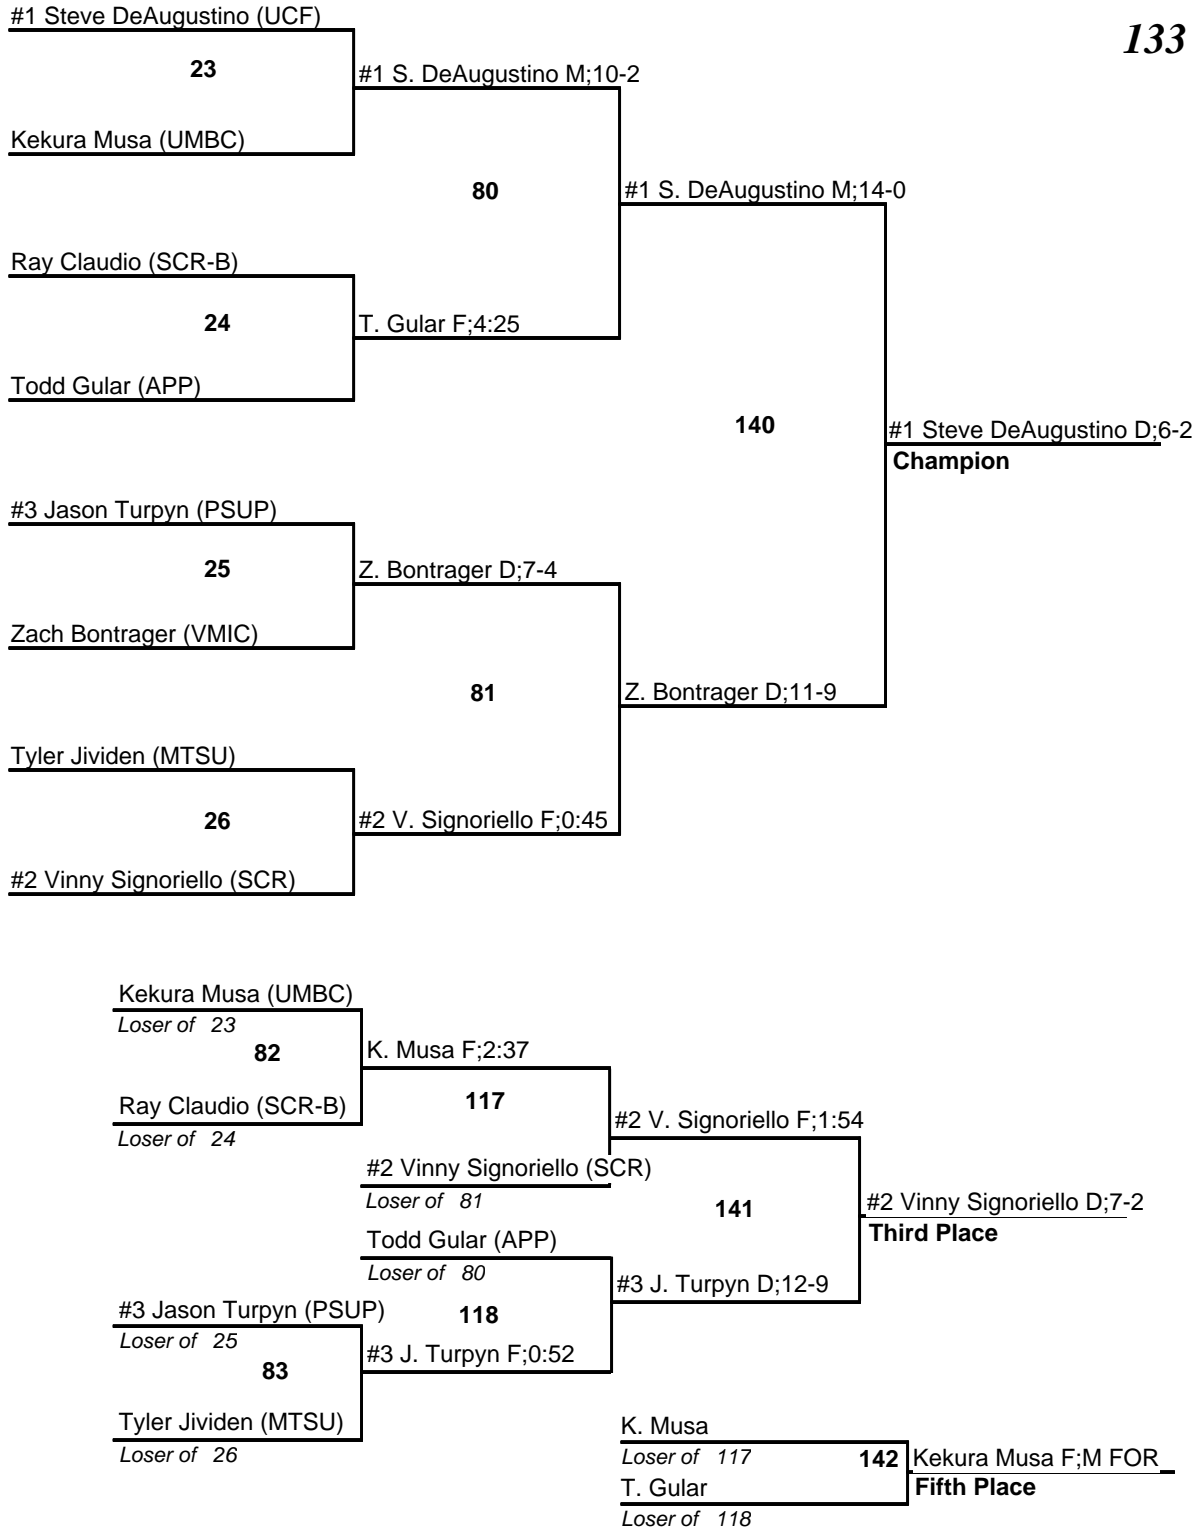 #1 Steve DeAugustino (UCF)
133
23
#1 S. DeAugustino M;10-2
Kekura Musa (UMBC)
80
#1 S. DeAugustino M;14-0
Ray Claudio (SCR-B)
24
T. Gular F;4:25
Todd Gular (APP)
140
#1 Steve DeAugustino D;6-2
Champion
#3 Jason Turpyn (PSUP)
25
Z. Bontrager D;7-4
Zach Bontrager (VMIC)
81
Z. Bontrager D;11-9
Tyler Jividen (MTSU)
26
#2 V. Signoriello F;0:45
#2 Vinny Signoriello (SCR)
Kekura Musa (UMBC)
Loser of 23
82
K. Musa F;2:37
Ray Claudio (SCR-B)
Loser of 24
117
#2 V. Signoriello F;1:54
#2 Vinny Signoriello (SCR)
Loser of 81
141
#2 Vinny Signoriello D;7-2
Third Place
Todd Gular (APP)
Loser of 80
#3 J. Turpyn D;12-9
#3 Jason Turpyn (PSUP)
Loser of 25
118
#3 J. Turpyn F;0:52
83
Tyler Jividen (MTSU)
Loser of 26
K. Musa
Loser of 117
142
Kekura Musa F;M FOR
Fifth Place
T. Gular
Loser of 118